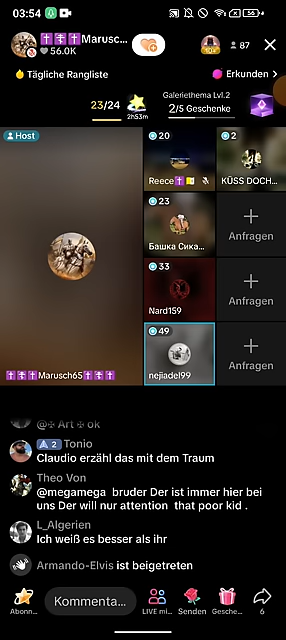 03:54
56
✝️✝️✝️Marusc...
56.0K
87
Tägliche Rangliste
Erkunden >
23/24
2h53m
Galeriethema Lvl.2
2/5 Geschenke
Host
20
2
Reece✝️
KÜSS DOCH...
23
Башка Сика...
Anfragen
33
Nard159
Anfragen
49
nejiadel99
Anfragen
✝️✝️✝️Marusch65✝️✝️✝️
@✠ Art ✠ ok
2 Tonio
Claudio erzähl das mit dem Traum
Theo Von
@megamega bruder Der ist immer hier bei
uns Der will nur attention that poor kid .
L_Algerien
Ich weiß es besser als ihr
Armando-Elvis ist beigetreten
Abonn...
Kommenta...
LIVE mi...
Senden
Gesche...
6